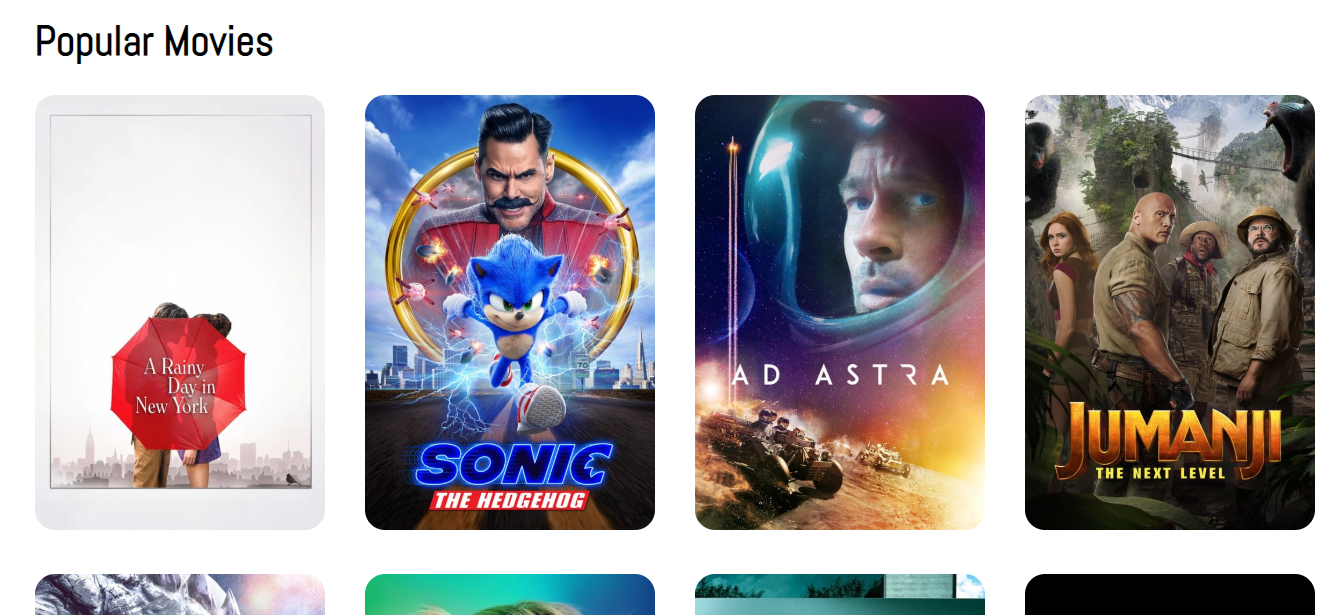 Popular Movies
A Rainy
Day in
New York
SONIC
THE HEDGEHOG
AD ASTRA
JUMANJI
THE NEXT LEVEL